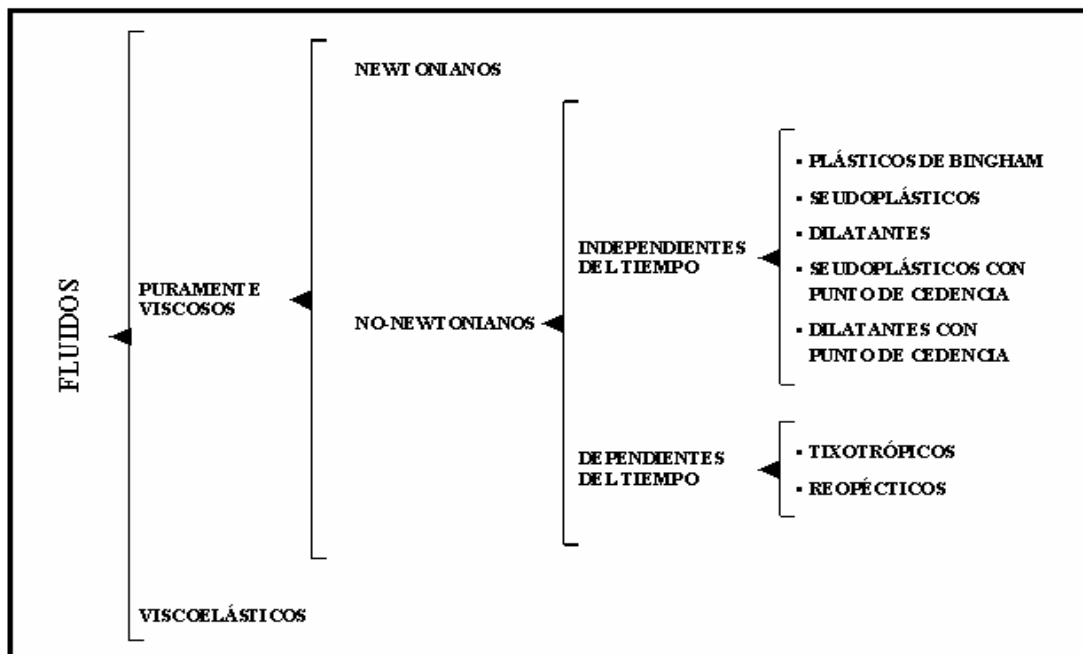 FLUIDOS
PURAMENTE
VISCOSOS
VISCOELÁSTICOS
NEWTONIANOS
NO-NEWTONIANOS
INDEPENDIENTES
DEL TIEMPO
DEPENDIENTES
DEL TIEMPO
▪ PLÁSTICOS DE BINGHAM
▪ SEUDOPLÁSTICOS
▪ DILATANTES
▪ SEUDOPLÁSTICOS CON
PUNTO DE CEDENCIA
▪ DILATANTES CON
PUNTO DE CEDENCIA
▪ TIXOTRÓPICOS
▪ REOPÉCTICOS